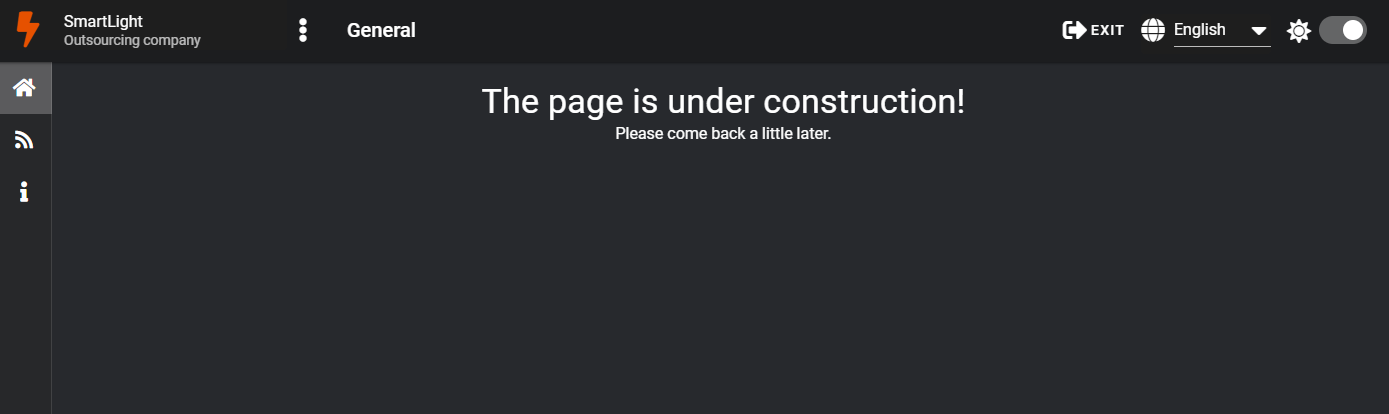 SmartLight
Outsourcing company
General
EXIT
English
The page is under construction!
Please come back a little later.